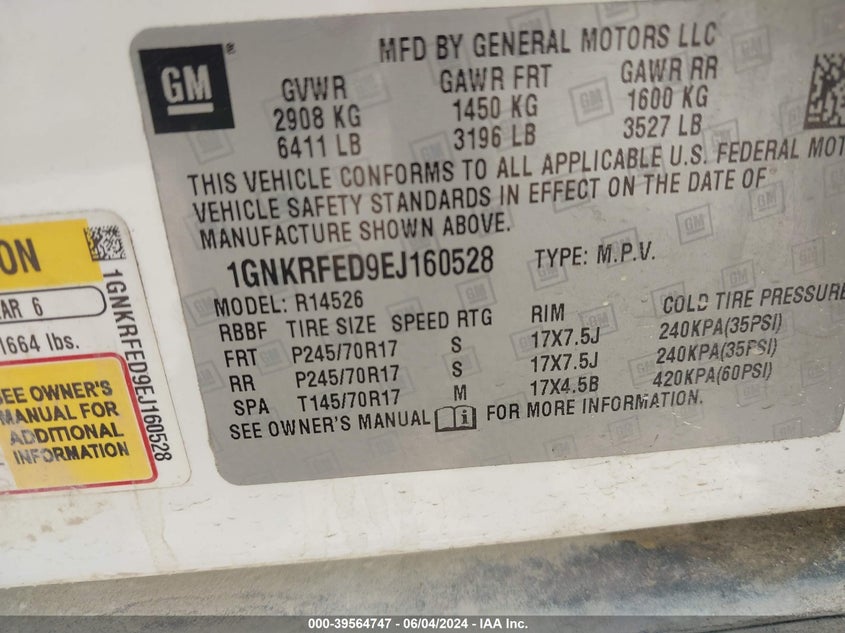 GM
MFD BY GENERAL MOTORS LLC
GVWR GAWR FRT GAWR RR
2908 KG 1450 KG 1600 KG
6411 LB 3196 LB 3527 LB
THIS VEHICLE CONFORMS TO ALL APPLICABLE U.S. FEDERAL MOT
VEHICLE SAFETY STANDARDS IN EFFECT ON THE DATE OF
MANUFACTURE SHOWN ABOVE.
1GNKRFED9EJ160528 TYPE: M.P.V.
MODEL: R14526
RBBF TIRE SIZE SPEED RTG RIM COLD TIRE PRESSURE
FRT P245/70R17 S 17X7.5J 240KPA(35PSI)
RR P245/70R17 S 17X7.5J 240KPA(35PSI)
SPA T145/70R17 M 17X4.5B 420KPA(60PSI)
SEE OWNER'S MANUAL FOR MORE INFORMATION.
ON
AR 6
1664 lbs.
SEE OWNER'S
MANUAL FOR
ADDITIONAL
INFORMATION
1GNKRFED9EJ160528
000-39564747 - 06/04/2024 - IAA Inc.